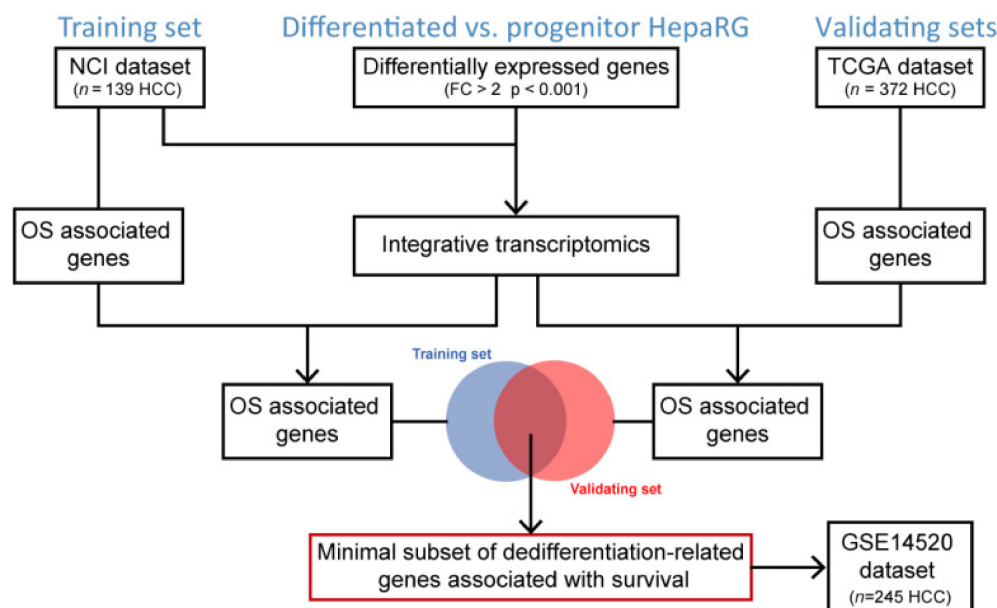 Training set
Differentiated vs. progenitor HepaRG
Validating sets
NCI dataset
(n = 139 HCC)
Differentially expressed genes
(FC > 2 p < 0.001)
TCGA dataset
(n = 372 HCC)
OS associated
genes
Integrative transcriptomics
OS associated
genes
Training set
OS associated
genes
OS associated
genes
Validating set
Minimal subset of dedifferentiation-related
genes associated with survival
GSE14520
dataset
(n=245 HCC)